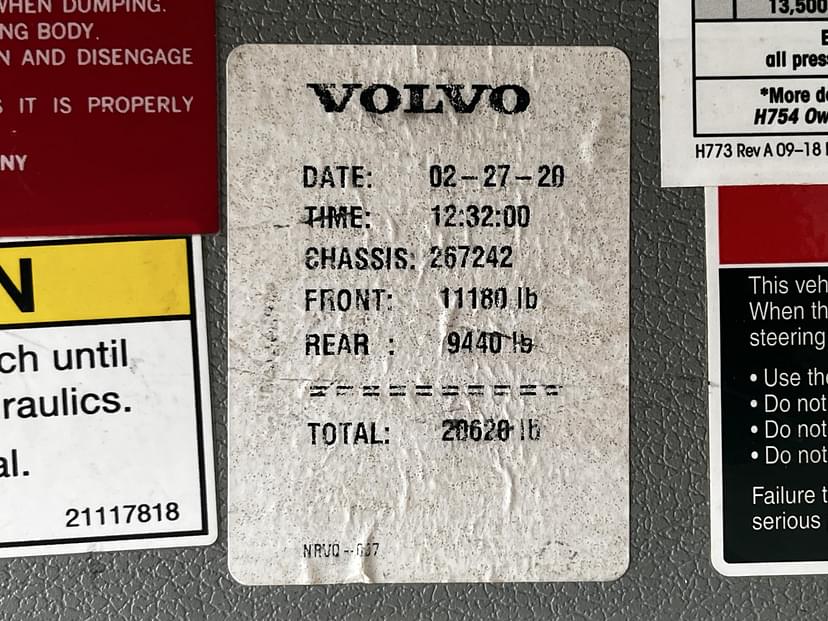 WHEN DUMPING.
NG BODY.
N AND DISENGAGE
S IT IS PROPERLY
NY
N
ch until
raulics.
al.
21117818
VOLVO
DATE: 02-27-20
TIME: 12:32:00
CHASSIS: 267242
FRONT: 11180 lb
REAR : 9440 lb
===========
TOTAL: 20620 lb
13,500
E
all pres
*More de
H754 Ow
H773 Rev A 09-18
This veh
When th
steering
• Use the
• Do not
• Do not
• Do not
Failure t
serious